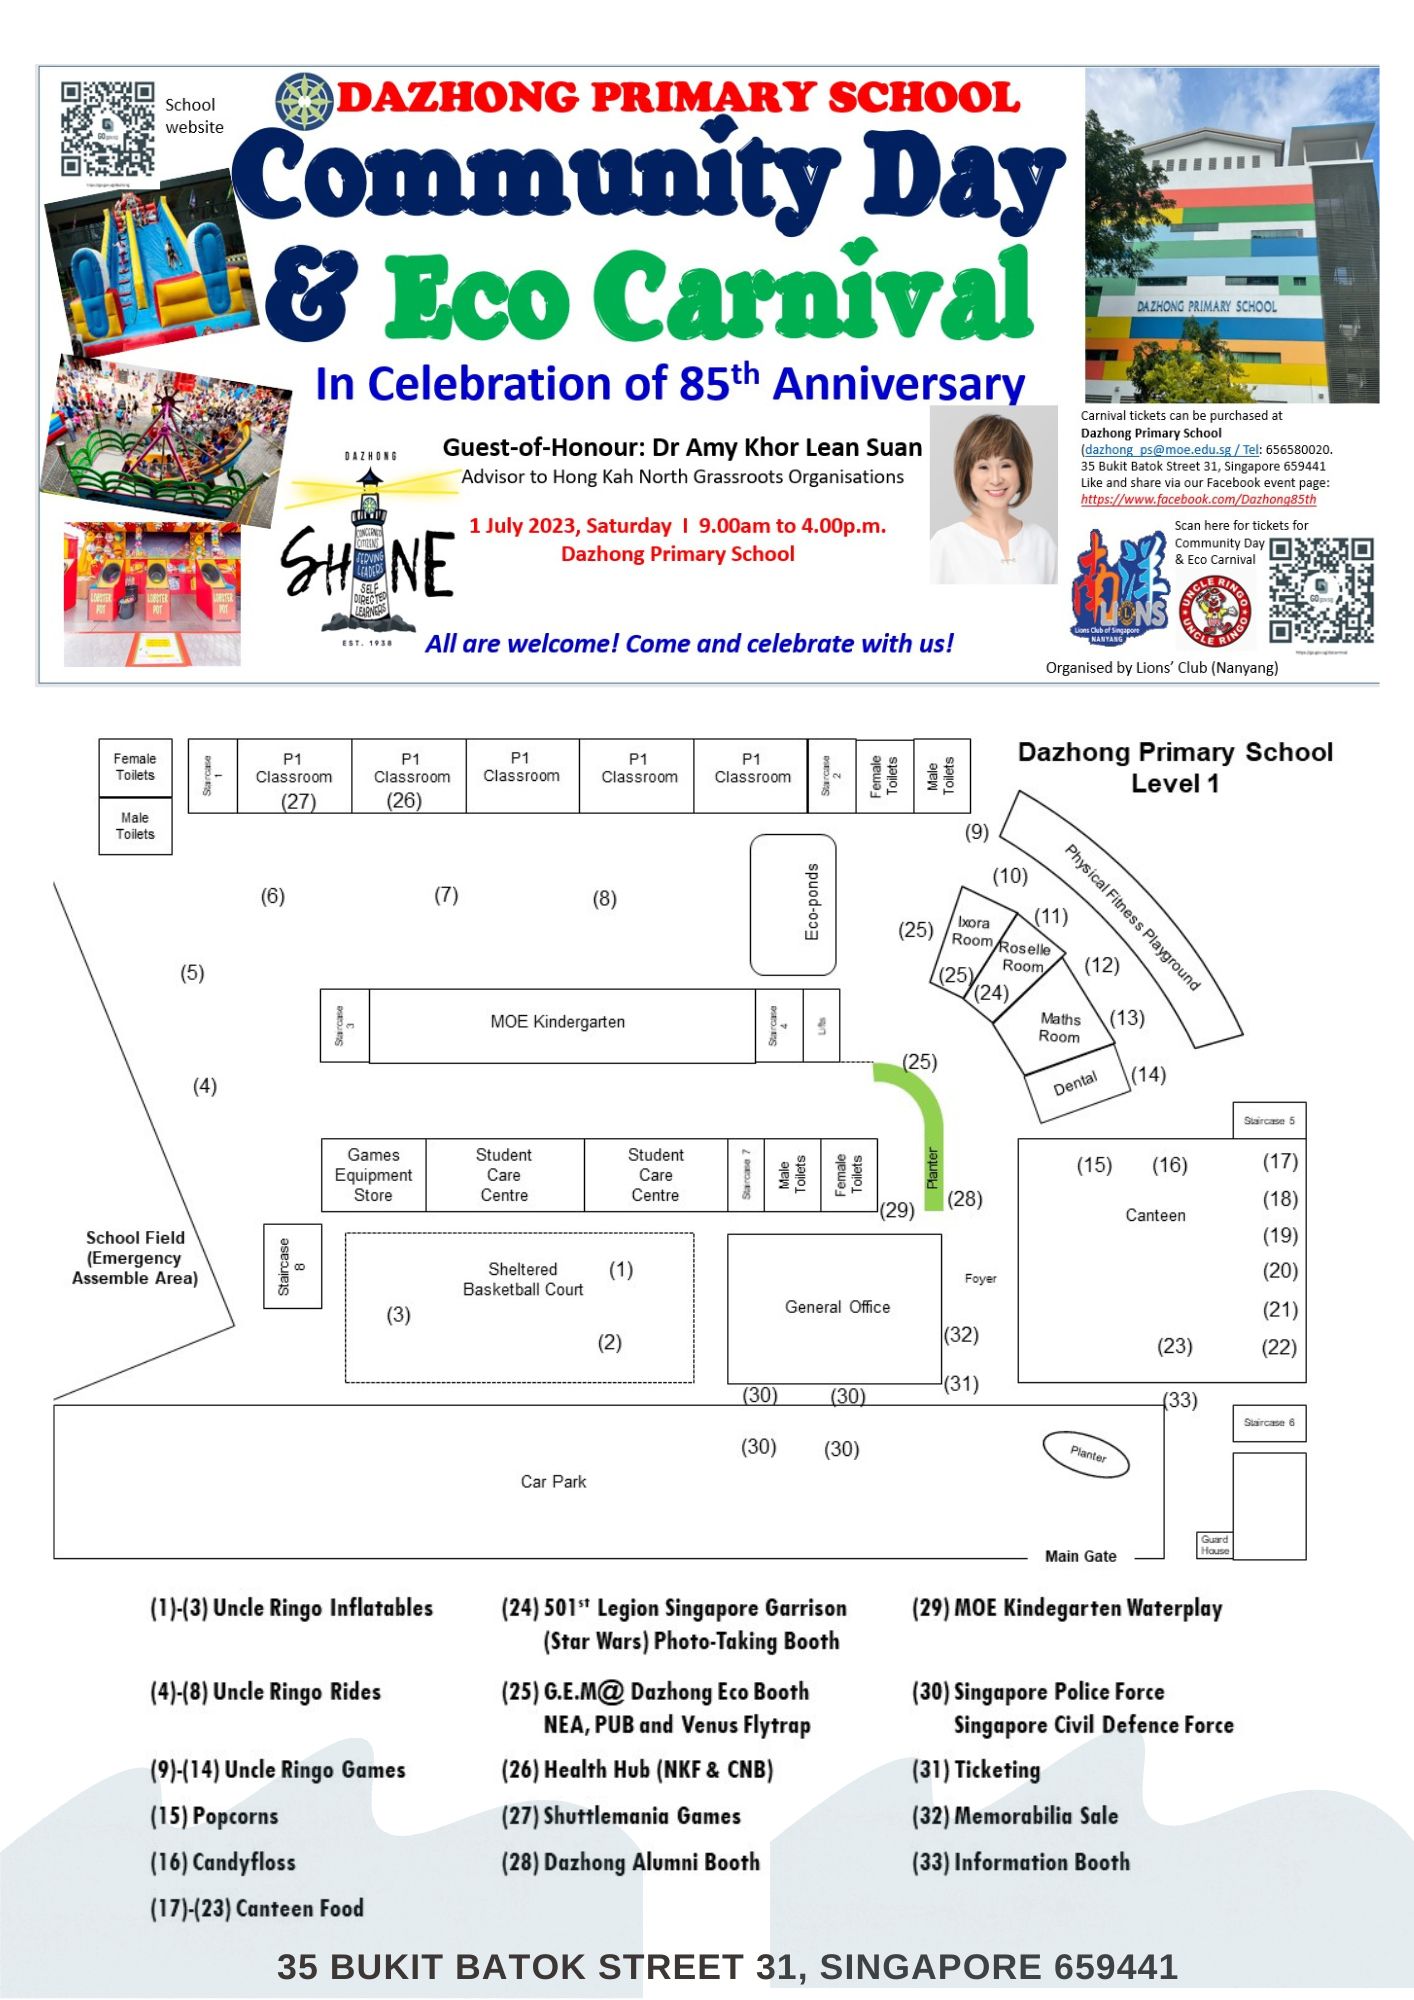 School
website
DAZHONG PRIMARY SCHOOL
Community Day
& Eco Carnival
In Celebration of 85th Anniversary
Guest-of-Honour: Dr Amy Khor Lean Suan
Advisor to Hong Kah North Grassroots Organisations
1 July 2023, Saturday I 9.00am to 4.00p.m.
Dazhong Primary School
All are welcome! Come and celebrate with us!
DAZHONG
SHINE
CONCERNED
CITIZENS
SERVING
LEADERS
SELF
DIRECTED
LEARNERS
EST. 1938
LOBSTER
POT
LOBSTER
POT
LOBSTER
POT
DAZHONG PRIMARY SCHOOL
Carnival tickets can be purchased at
Dazhong Primary School
(dazhong_ps@moe.edu.sg / Tel: 656580020.
35 Bukit Batok Street 31, Singapore 659441
Like and share via our Facebook event page:
https://www.facebook.com/Dazhong85th
Scan here for tickets for
Community Day
& Eco Carnival
南洋
LIONS
Lions Club of Singapore
NANYANG
UNCLE RINGO
UNCLE RINGO
Organised by Lions' Club (Nanyang)
Dazhong Primary School
Level 1
Female
Toilets
Male
Toilets
Staircase
1
P1
Classroom
(27)
P1
Classroom
(26)
P1
Classroom
P1
Classroom
P1
Classroom
Staircase
2
Female
Toilets
Male
Toilets
(9)
Physical Fitness Playground
(10)
(6)
(7)
(8)
Eco-ponds
(25)
Ixora
Room
(25)
Roselle
Room
(24)
(11)
(12)
(5)
Staircase
3
MOE Kindergarten
Staircase
4
Lifts
Maths
Room
(13)
(25)
Dental
(14)
(4)
Staircase 5
Games
Equipment
Store
Student
Care
Centre
Student
Care
Centre
Staircase 7
Male
Toilets
Female
Toilets
(29)
Planter
(28)
(15)
(16)
(17)
(18)
Canteen
(19)
(20)
(21)
(22)
(23)
School Field
(Emergency
Assemble Area)
Staircase
8
Sheltered
Basketball Court
(1)
(3)
(2)
General Office
Foyer
(32)
(31)
(30)
(30)
(33)
(30)
(30)
Staircase 6
Planter
Car Park
Guard
House
Main Gate
(1)-(3) Uncle Ringo Inflatables
(4)-(8) Uncle Ringo Rides
(9)-(14) Uncle Ringo Games
(15) Popcorns
(16) Candyfloss
(17)-(23) Canteen Food
(24) 501st Legion Singapore Garrison
(Star Wars) Photo-Taking Booth
(25) G.E.M@ Dazhong Eco Booth
NEA, PUB and Venus Flytrap
(26) Health Hub (NKF & CNB)
(27) Shuttlemania Games
(28) Dazhong Alumni Booth
(29) MOE Kindegarten Waterplay
(30) Singapore Police Force
Singapore Civil Defence Force
(31) Ticketing
(32) Memorabilia Sale
(33) Information Booth
35 BUKIT BATOK STREET 31, SINGAPORE 659441